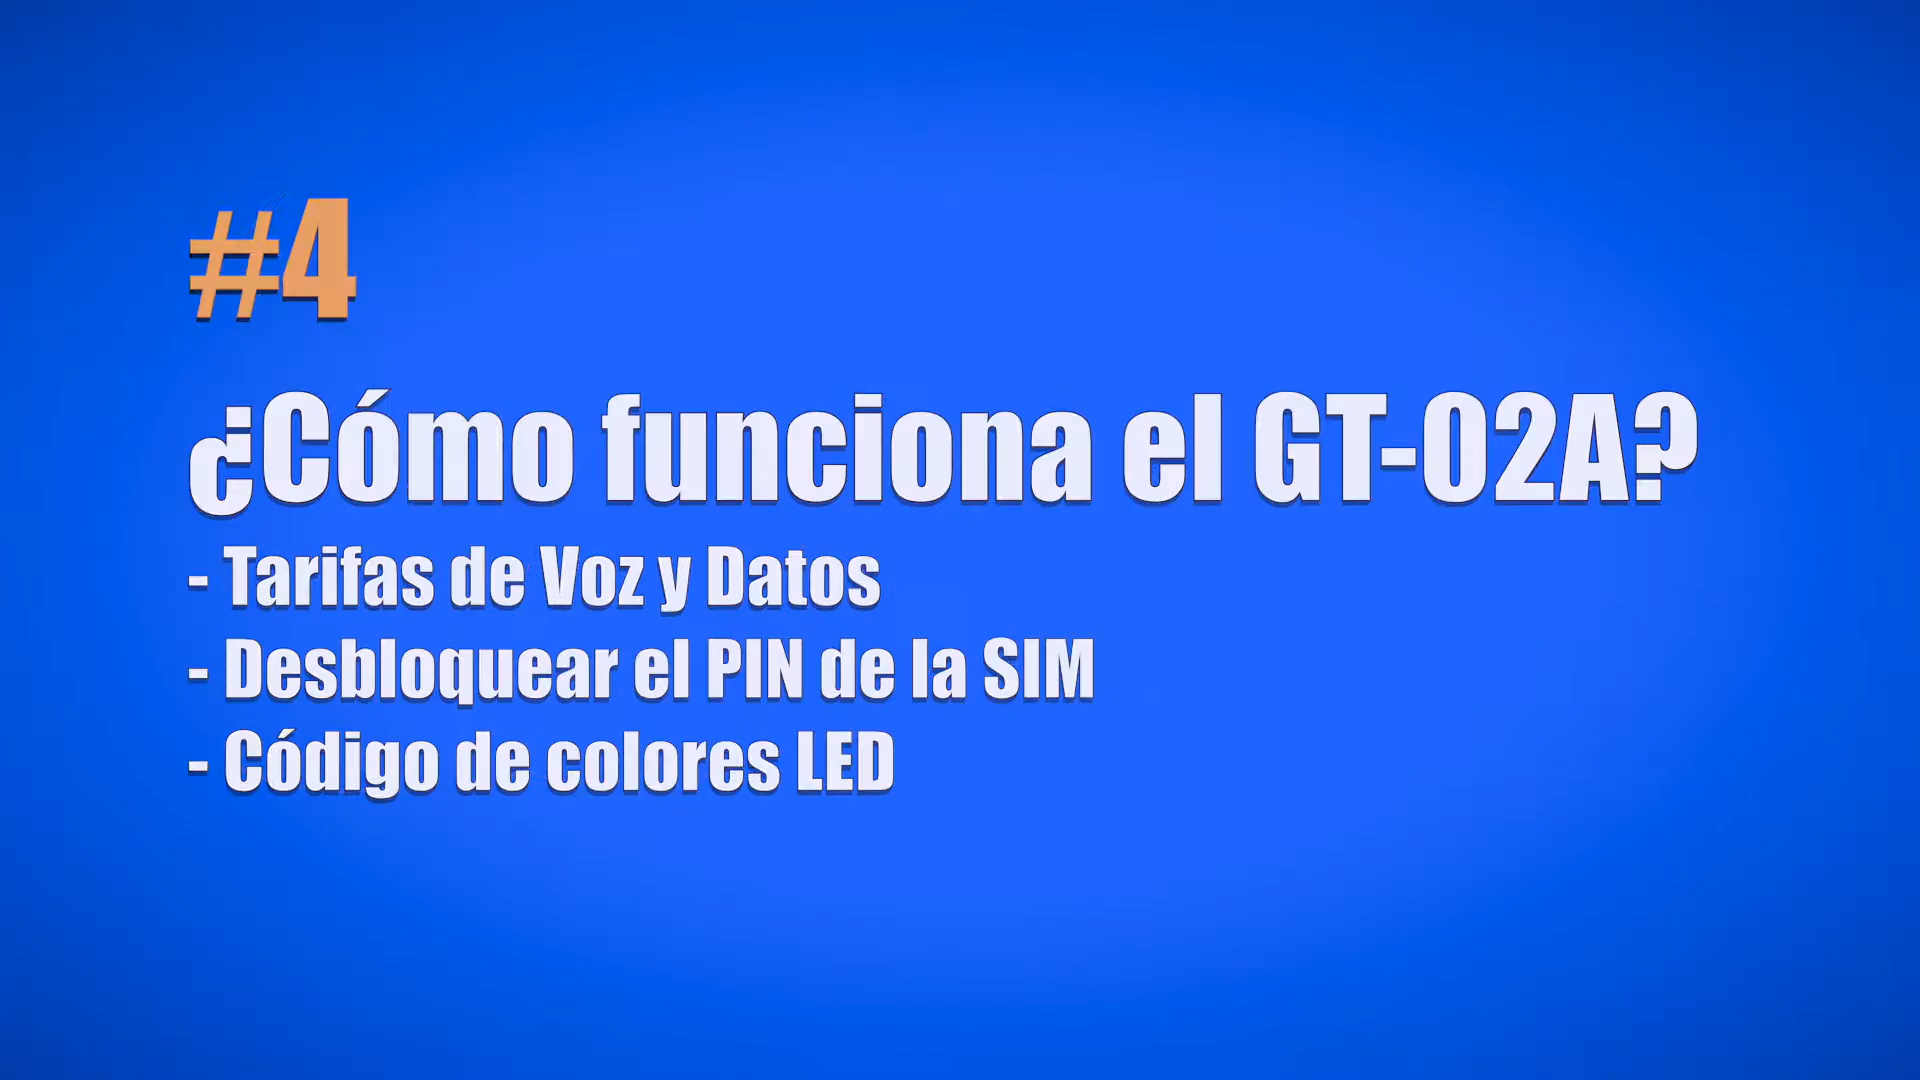 #4
¿Cómo funciona el GT-02A?
- Tarifas de Voz y Datos
- Desbloquear el PIN de la SIM
- Código de colores LED